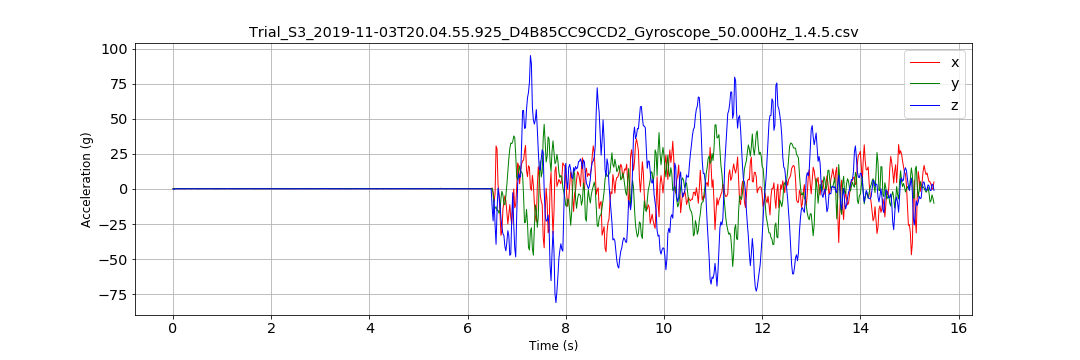 Trial_S3_2019-11-03T20.04.55.925_D4B85CC9CCD2_Gyroscope_50.000Hz_1.4.5.csv
100
75
50
25
0
−25
−50
−75
Acceleration (g)
x
y
z
0 2 4 6 8 10 12 14 16
Time (s)